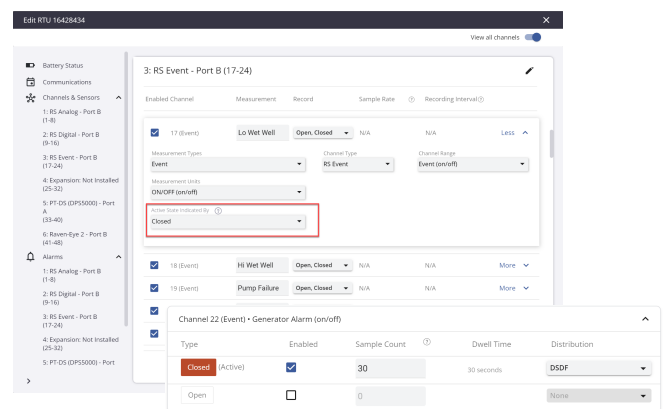 Edit RTU 16428434
View all channels
Battery Status
Communications
Channels & Sensors
1: RS Analog - Port B
(1-8)
2: RS Digital - Port B
(9-16)
3: RS Event - Port B
(17-24)
4: Expansion: Not Installed
(25-32)
5: PT-DS (DPS5000) - Port
A
(33-40)
6: Raven-Eye 2 - Port B
(41-48)
Alarms
1: RS Analog - Port B
(1-8)
2: RS Digital - Port B
(9-16)
3: RS Event - Port B
(17-24)
4: Expansion: Not Installed
(25-32)
5: PT-DS (DPS5000) - Port
3: RS Event - Port B (17-24)
Enabled Channel Measurement Record Sample Rate ? Recording Interval ?
17 (Event) Lo Wet Well Open, Closed N/A N/A Less
Measurement Types Channel Type Channel Range
Event RS Event Event (on/off)
Measurement Units
ON/OFF (on/off)
Active State Indicated By ?
Closed
18 (Event) Hi Wet Well Open, Closed N/A N/A More
19 (Event) Pump Failure Open, Closed N/A N/A More
Channel 22 (Event) • Generator Alarm (on/off)
Type Enabled Sample Count ? Dwell Time Distribution
Closed (Active) 30 30 seconds DSDF
Open 0 None